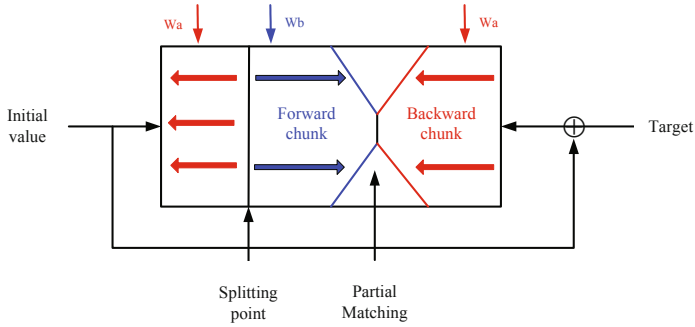 Wa
Wb
Wa
Initial
value
Forward
chunk
Backward
chunk
Target
Splitting
point
Partial
Matching